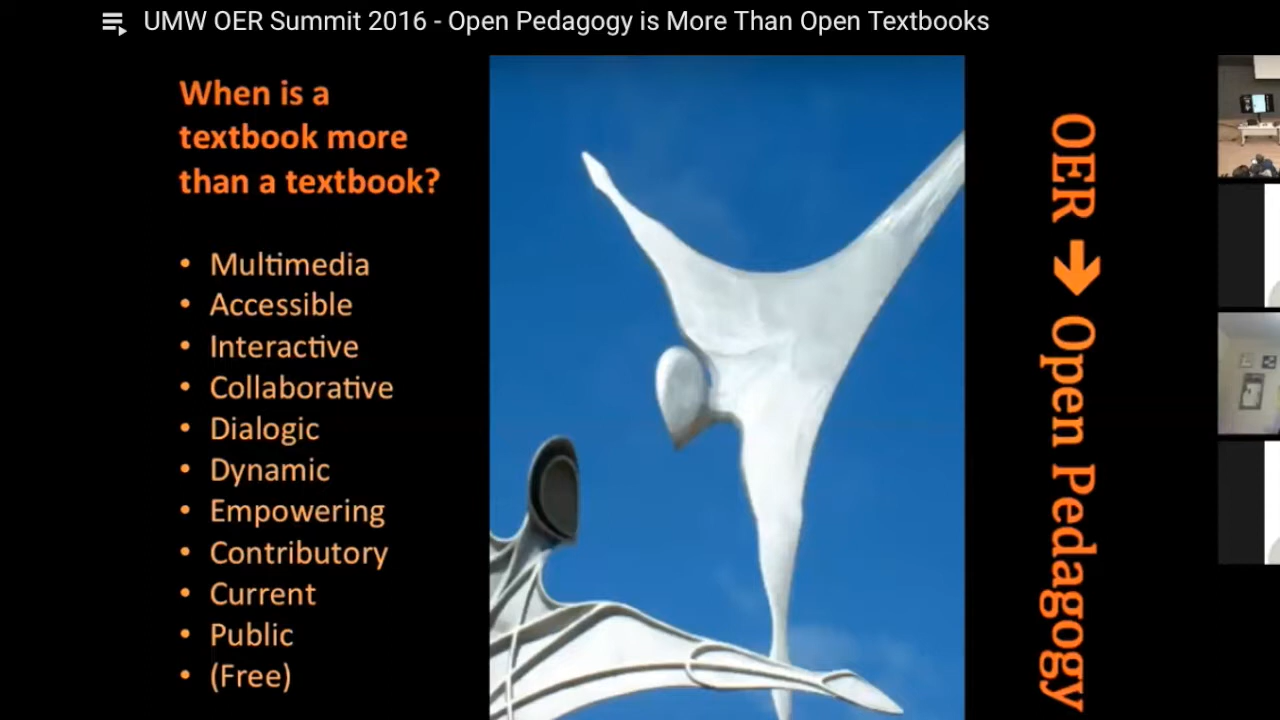 UMW OER Summit 2016 - Open Pedagogy is More Than Open Textbooks
When is a
textbook more
than a textbook?
• Multimedia
• Accessible
• Interactive
• Collaborative
• Dialogic
• Dynamic
• Empowering
• Contributory
• Current
• Public
• (Free)
OER → Open Pedagogy